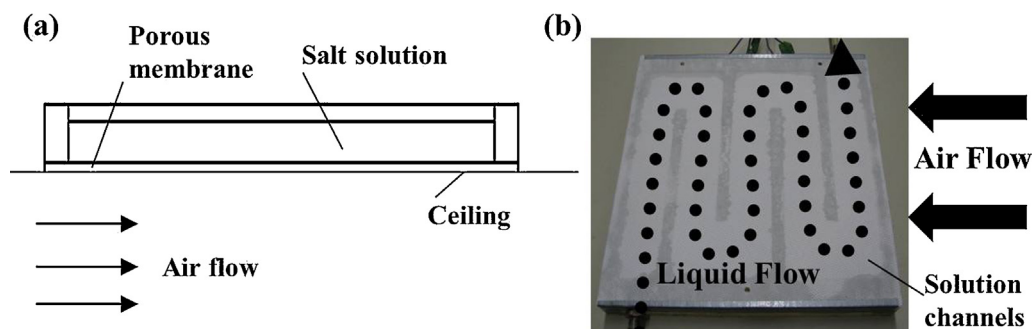 (a)
Porous
membrane
Salt solution
Ceiling
Air flow
(b)
Air Flow
Liquid Flow
Solution
channels